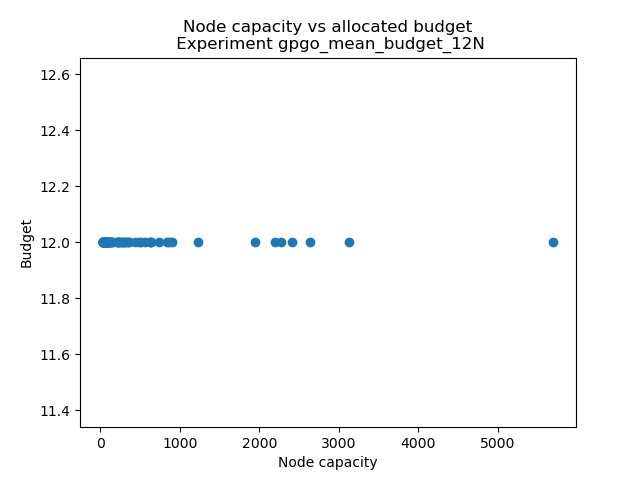 Node capacity vs allocated budget
Experiment gpgo_mean_budget_12N
12.6
12.4
12.2
12.0
11.8
11.6
11.4
Budget
0 1000 2000 3000 4000 5000
Node capacity